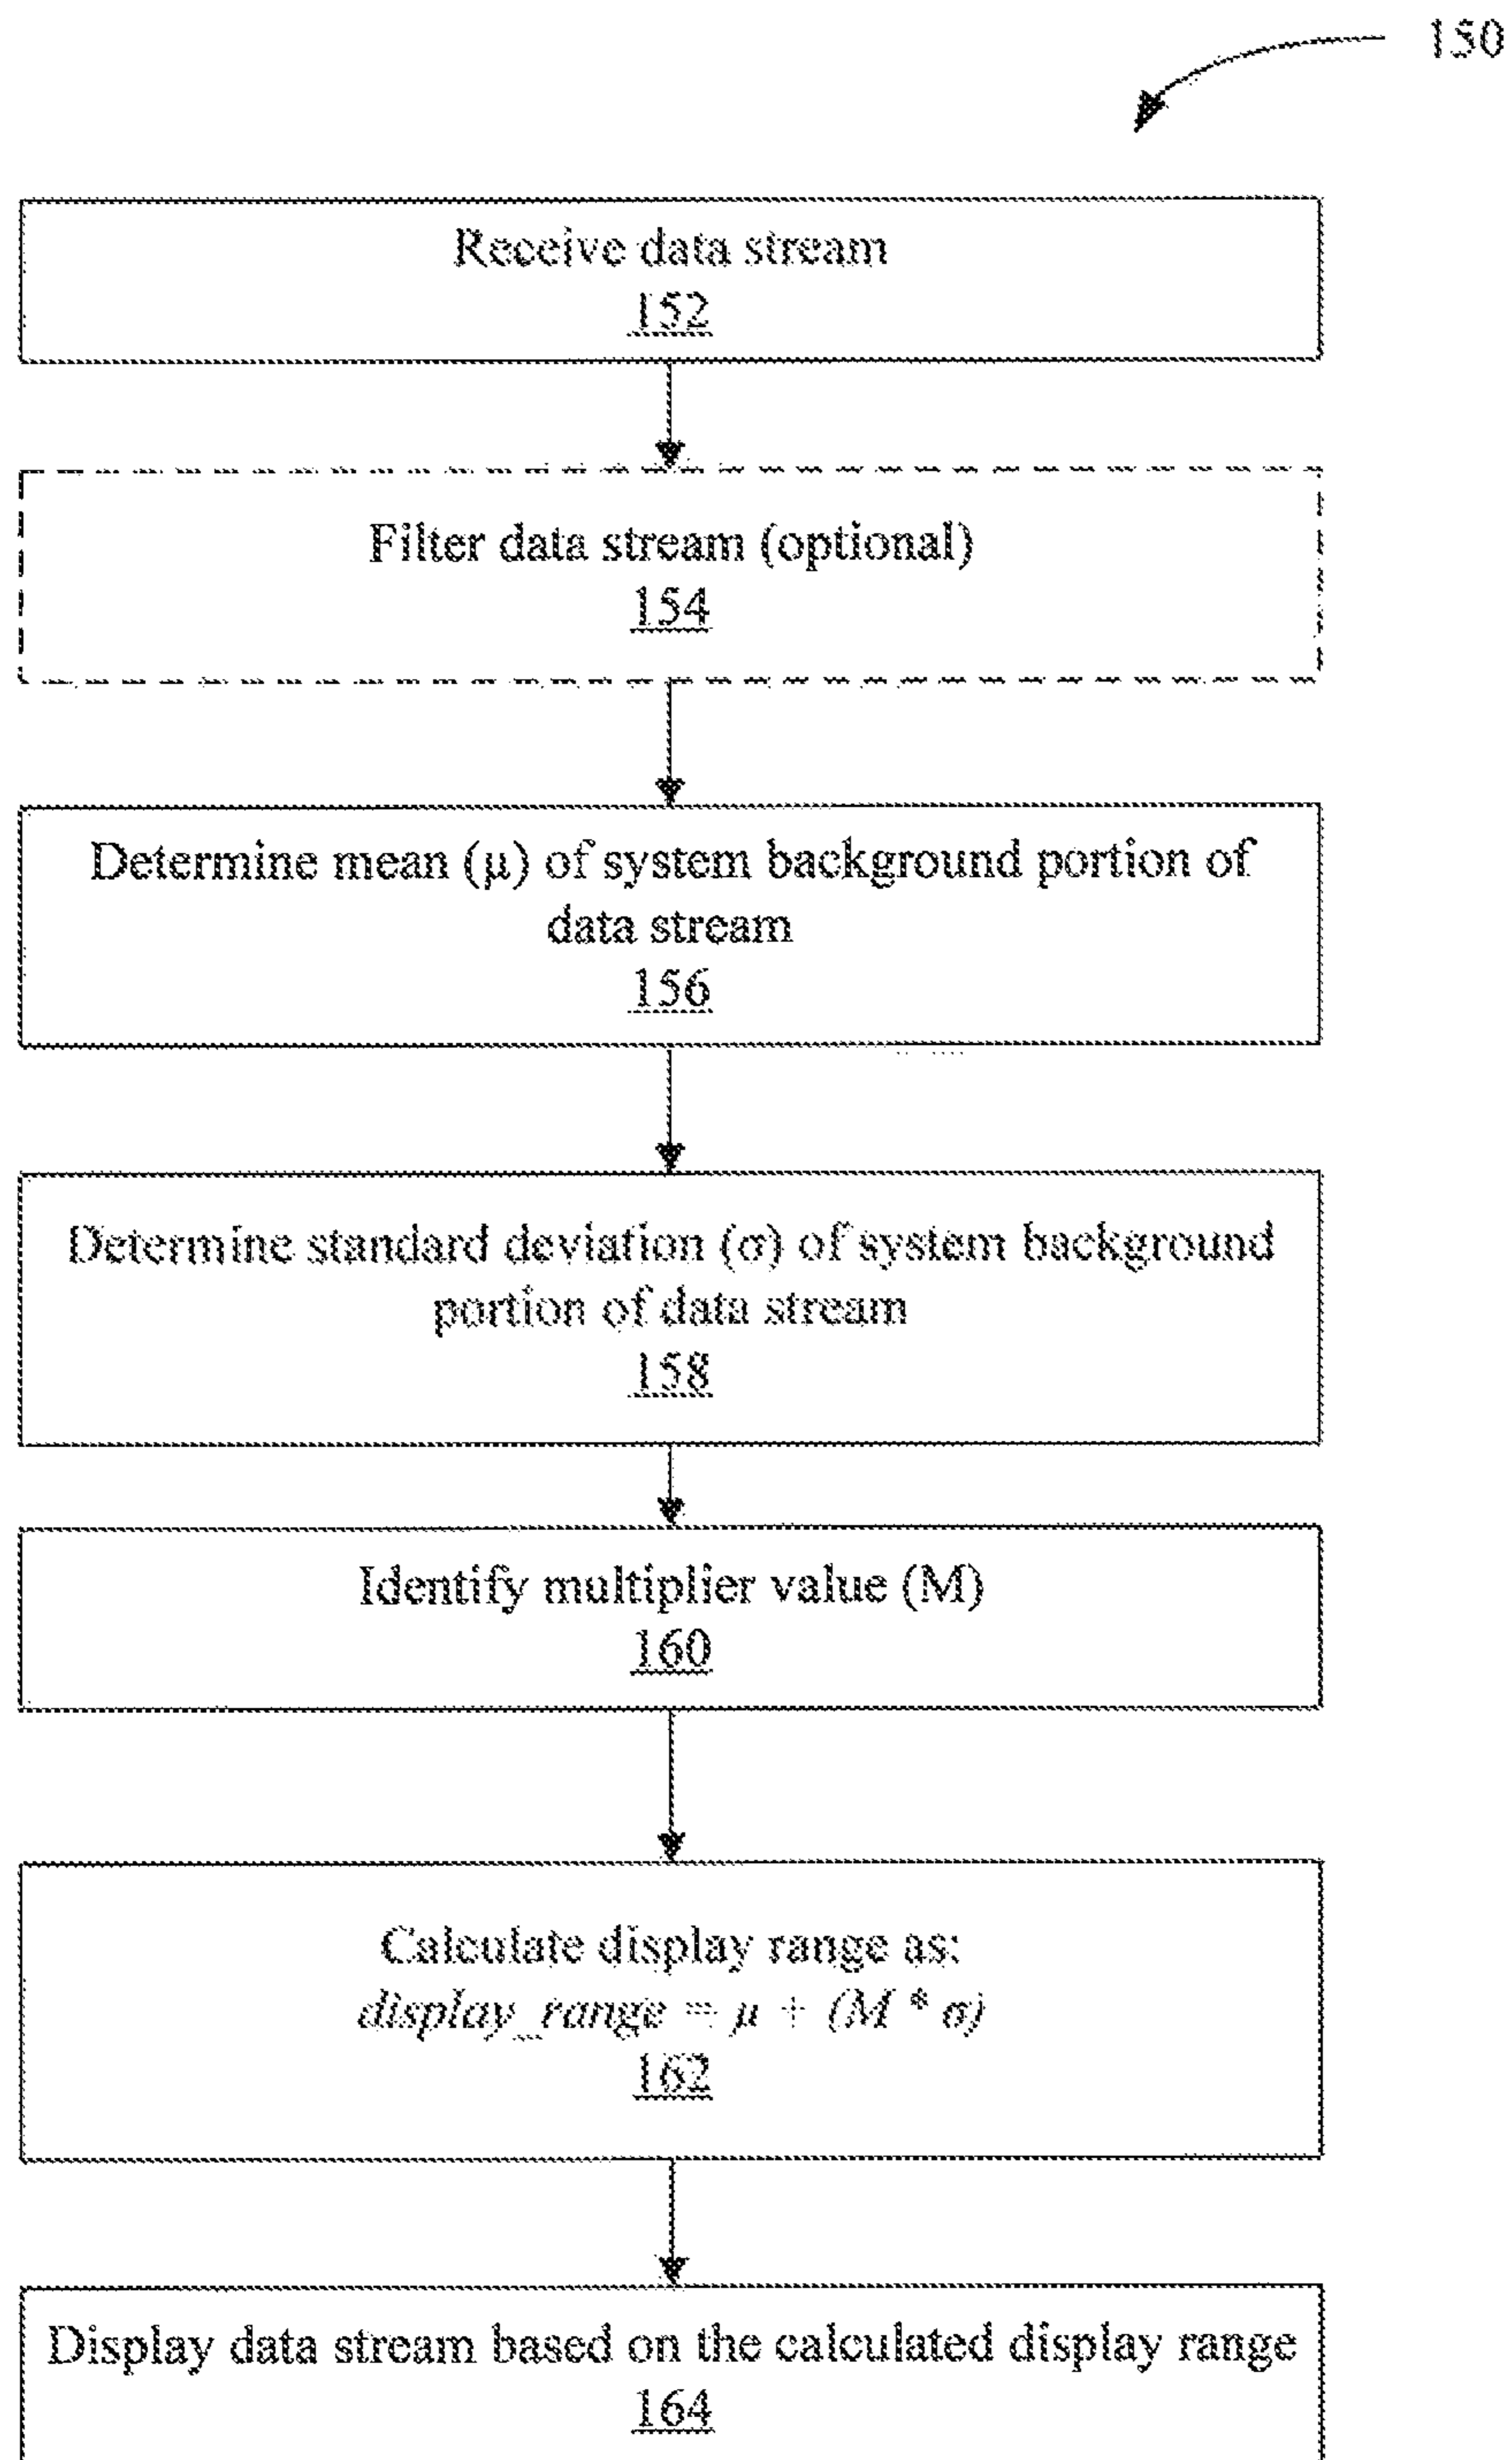 150
Receive data stream
152
Filter data stream (optional)
154
Determine mean (μ) of system background portion of
data stream
156
Determine standard deviation (σ) of system background
portion of data stream
158
Identify multiplier value (M)
160
Calculate display range as:
display_range = μ + (M * σ)
162
Display data stream based on the calculated display range
164